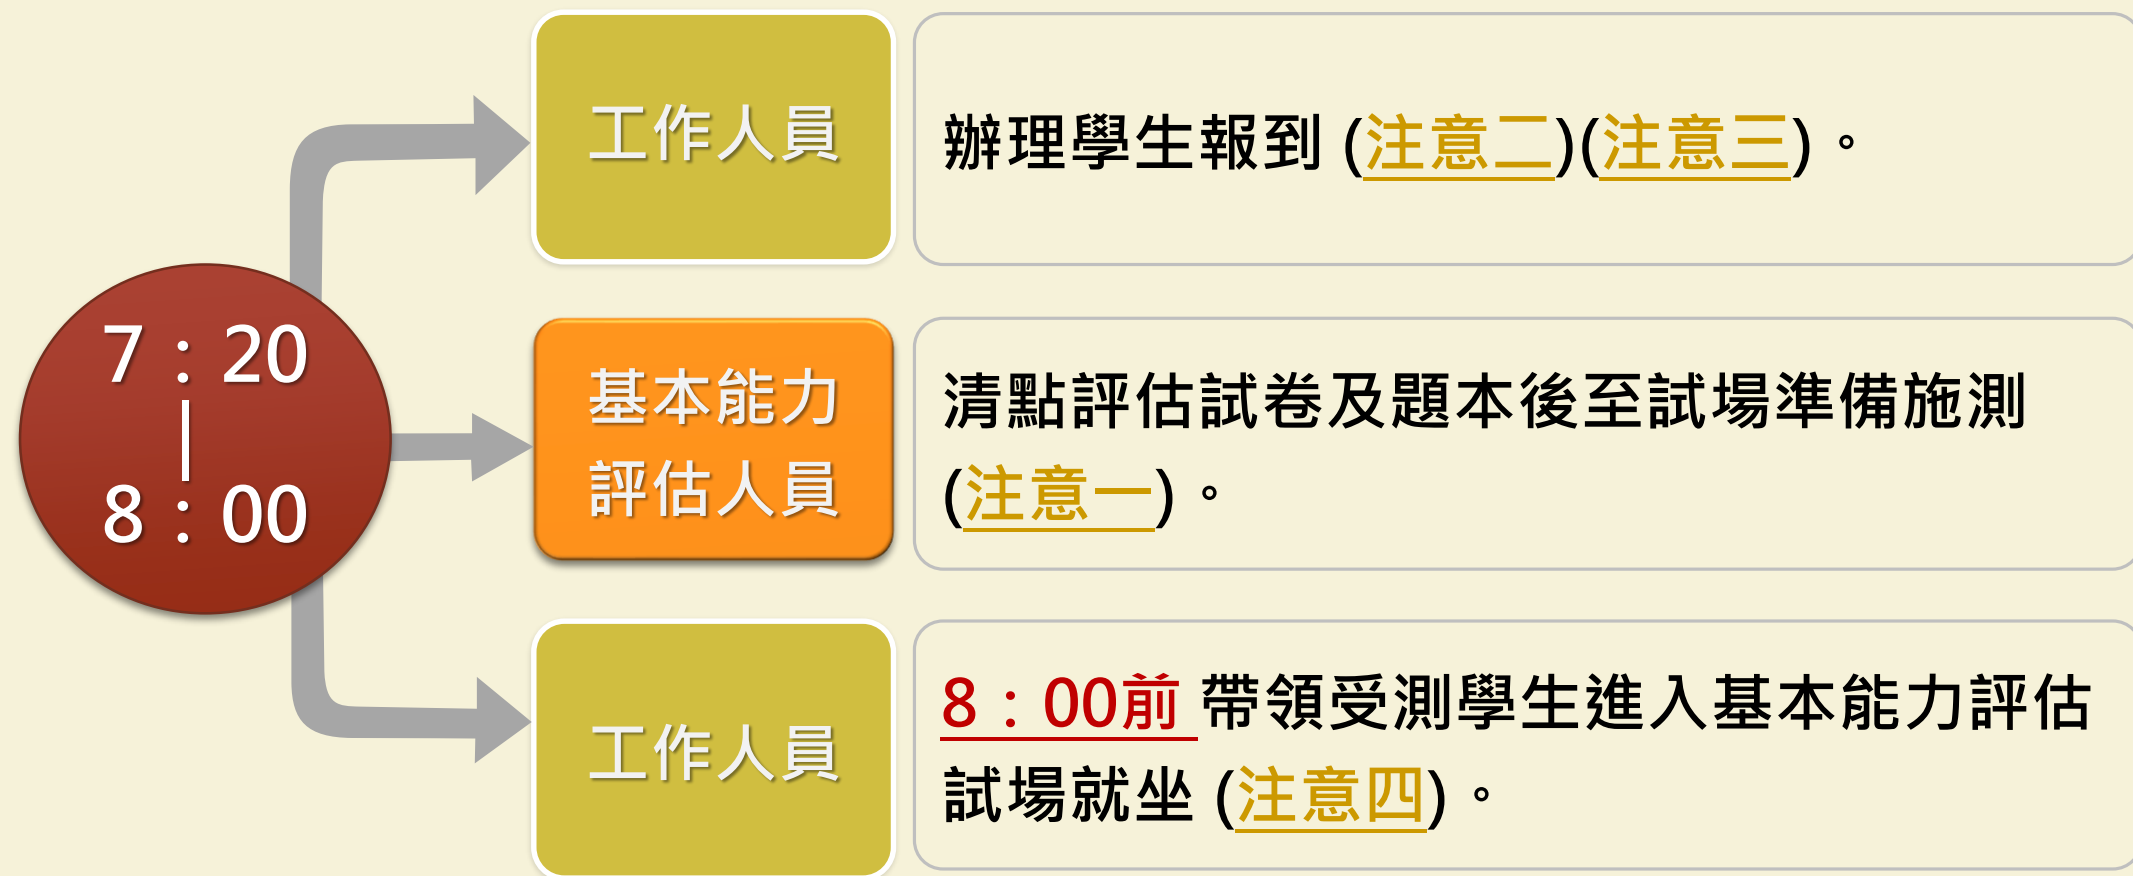 7：20
|
8：00
工作人員
辦理學生報到 (注意二)(注意三)。
基本能力
評估人員
清點評估試卷及題本後至試場準備施測
(注意一)。
工作人員
8：00前 帶領受測學生進入基本能力評估
試場就坐 (注意四)。